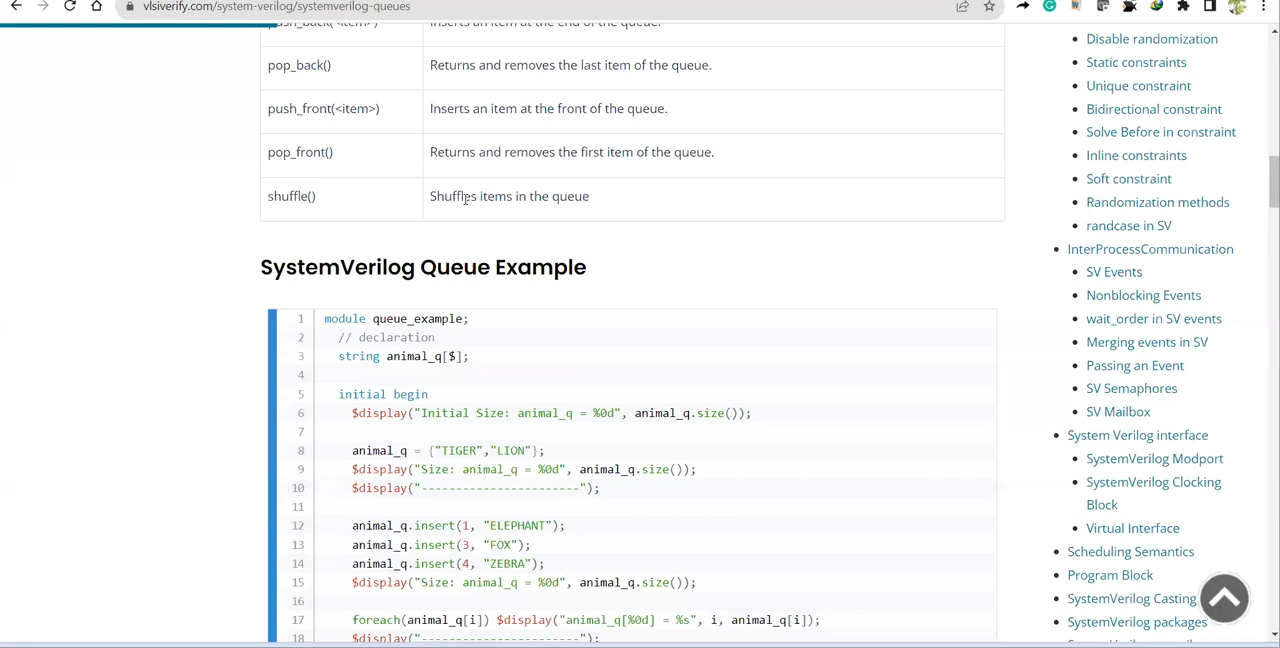 vlsiverify.com/system-verilog/systemverilog-queues
push_back(<item>) Inserts an item at the end of the queue.
pop_back() Returns and removes the last item of the queue.
push_front(<item>) Inserts an item at the front of the queue.
pop_front() Returns and removes the first item of the queue.
shuffle() Shuffles items in the queue
SystemVerilog Queue Example
1 module queue_example;
2 // declaration
3 string animal_q[$];
4
5 initial begin
6 $display("Initial Size: animal_q = %0d", animal_q.size());
7
8 animal_q = {"TIGER","LION"};
9 $display("Size: animal_q = %0d", animal_q.size());
10 $display("-----------------------");
11
12 animal_q.insert(1, "ELEPHANT");
13 animal_q.insert(3, "FOX");
14 animal_q.insert(4, "ZEBRA");
15 $display("Size: animal_q = %0d", animal_q.size());
16
17 foreach(animal_q[i]) $display("animal_q[%0d] = %s", i, animal_q[i]);
18 $display("-----------------------");
Disable randomization
Static constraints
Unique constraint
Bidirectional constraint
Solve Before in constraint
Inline constraints
Soft constraint
Randomization methods
randcase in SV
InterProcessCommunication
SV Events
Nonblocking Events
wait_order in SV events
Merging events in SV
Passing an Event
SV Semaphores
SV Mailbox
System Verilog interface
SystemVerilog Modport
SystemVerilog Clocking
Block
Virtual Interface
Scheduling Semantics
Program Block
SystemVerilog Casting
SystemVerilog packages